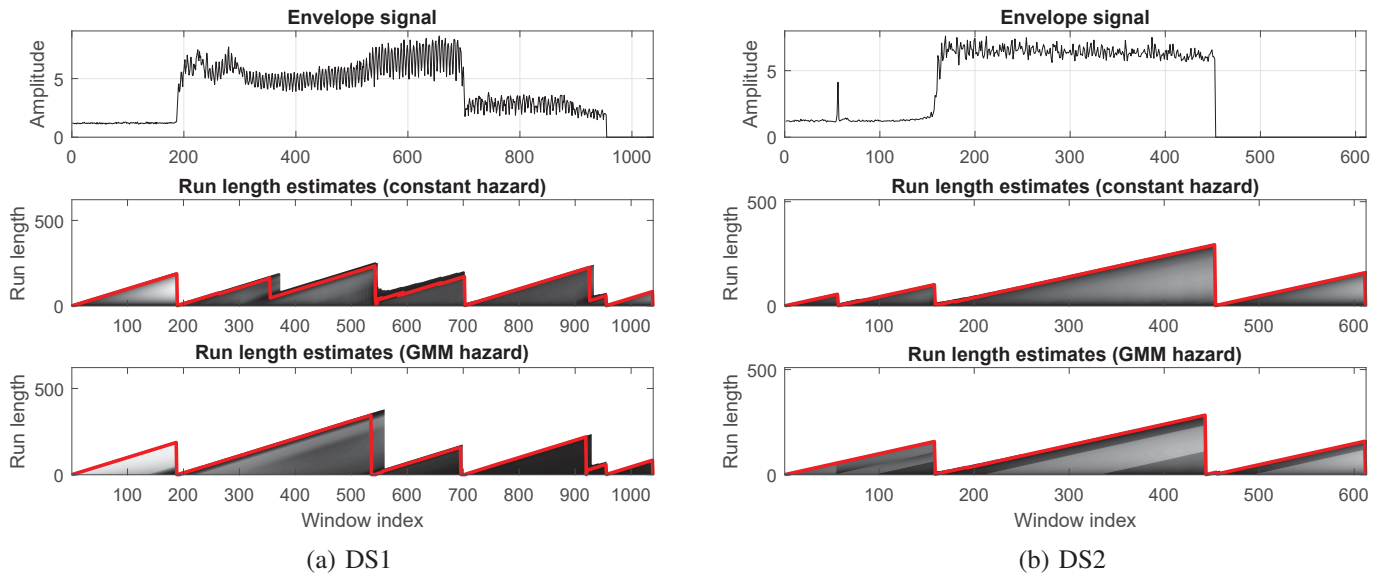 Envelope signal
Amplitude
5
0
0 200 400 600 800 1000
Run length estimates (constant hazard)
Run length
500
0
100 200 300 400 500 600 700 800 900 1000
Run length estimates (GMM hazard)
Run length
500
0
100 200 300 400 500 600 700 800 900 1000
Window index
(a) DS1
Envelope signal
Amplitude
5
0
0 100 200 300 400 500 600
Run length estimates (constant hazard)
Run length
500
0
100 200 300 400 500 600
Run length estimates (GMM hazard)
Run length
500
0
100 200 300 400 500 600
Window index
(b) DS2